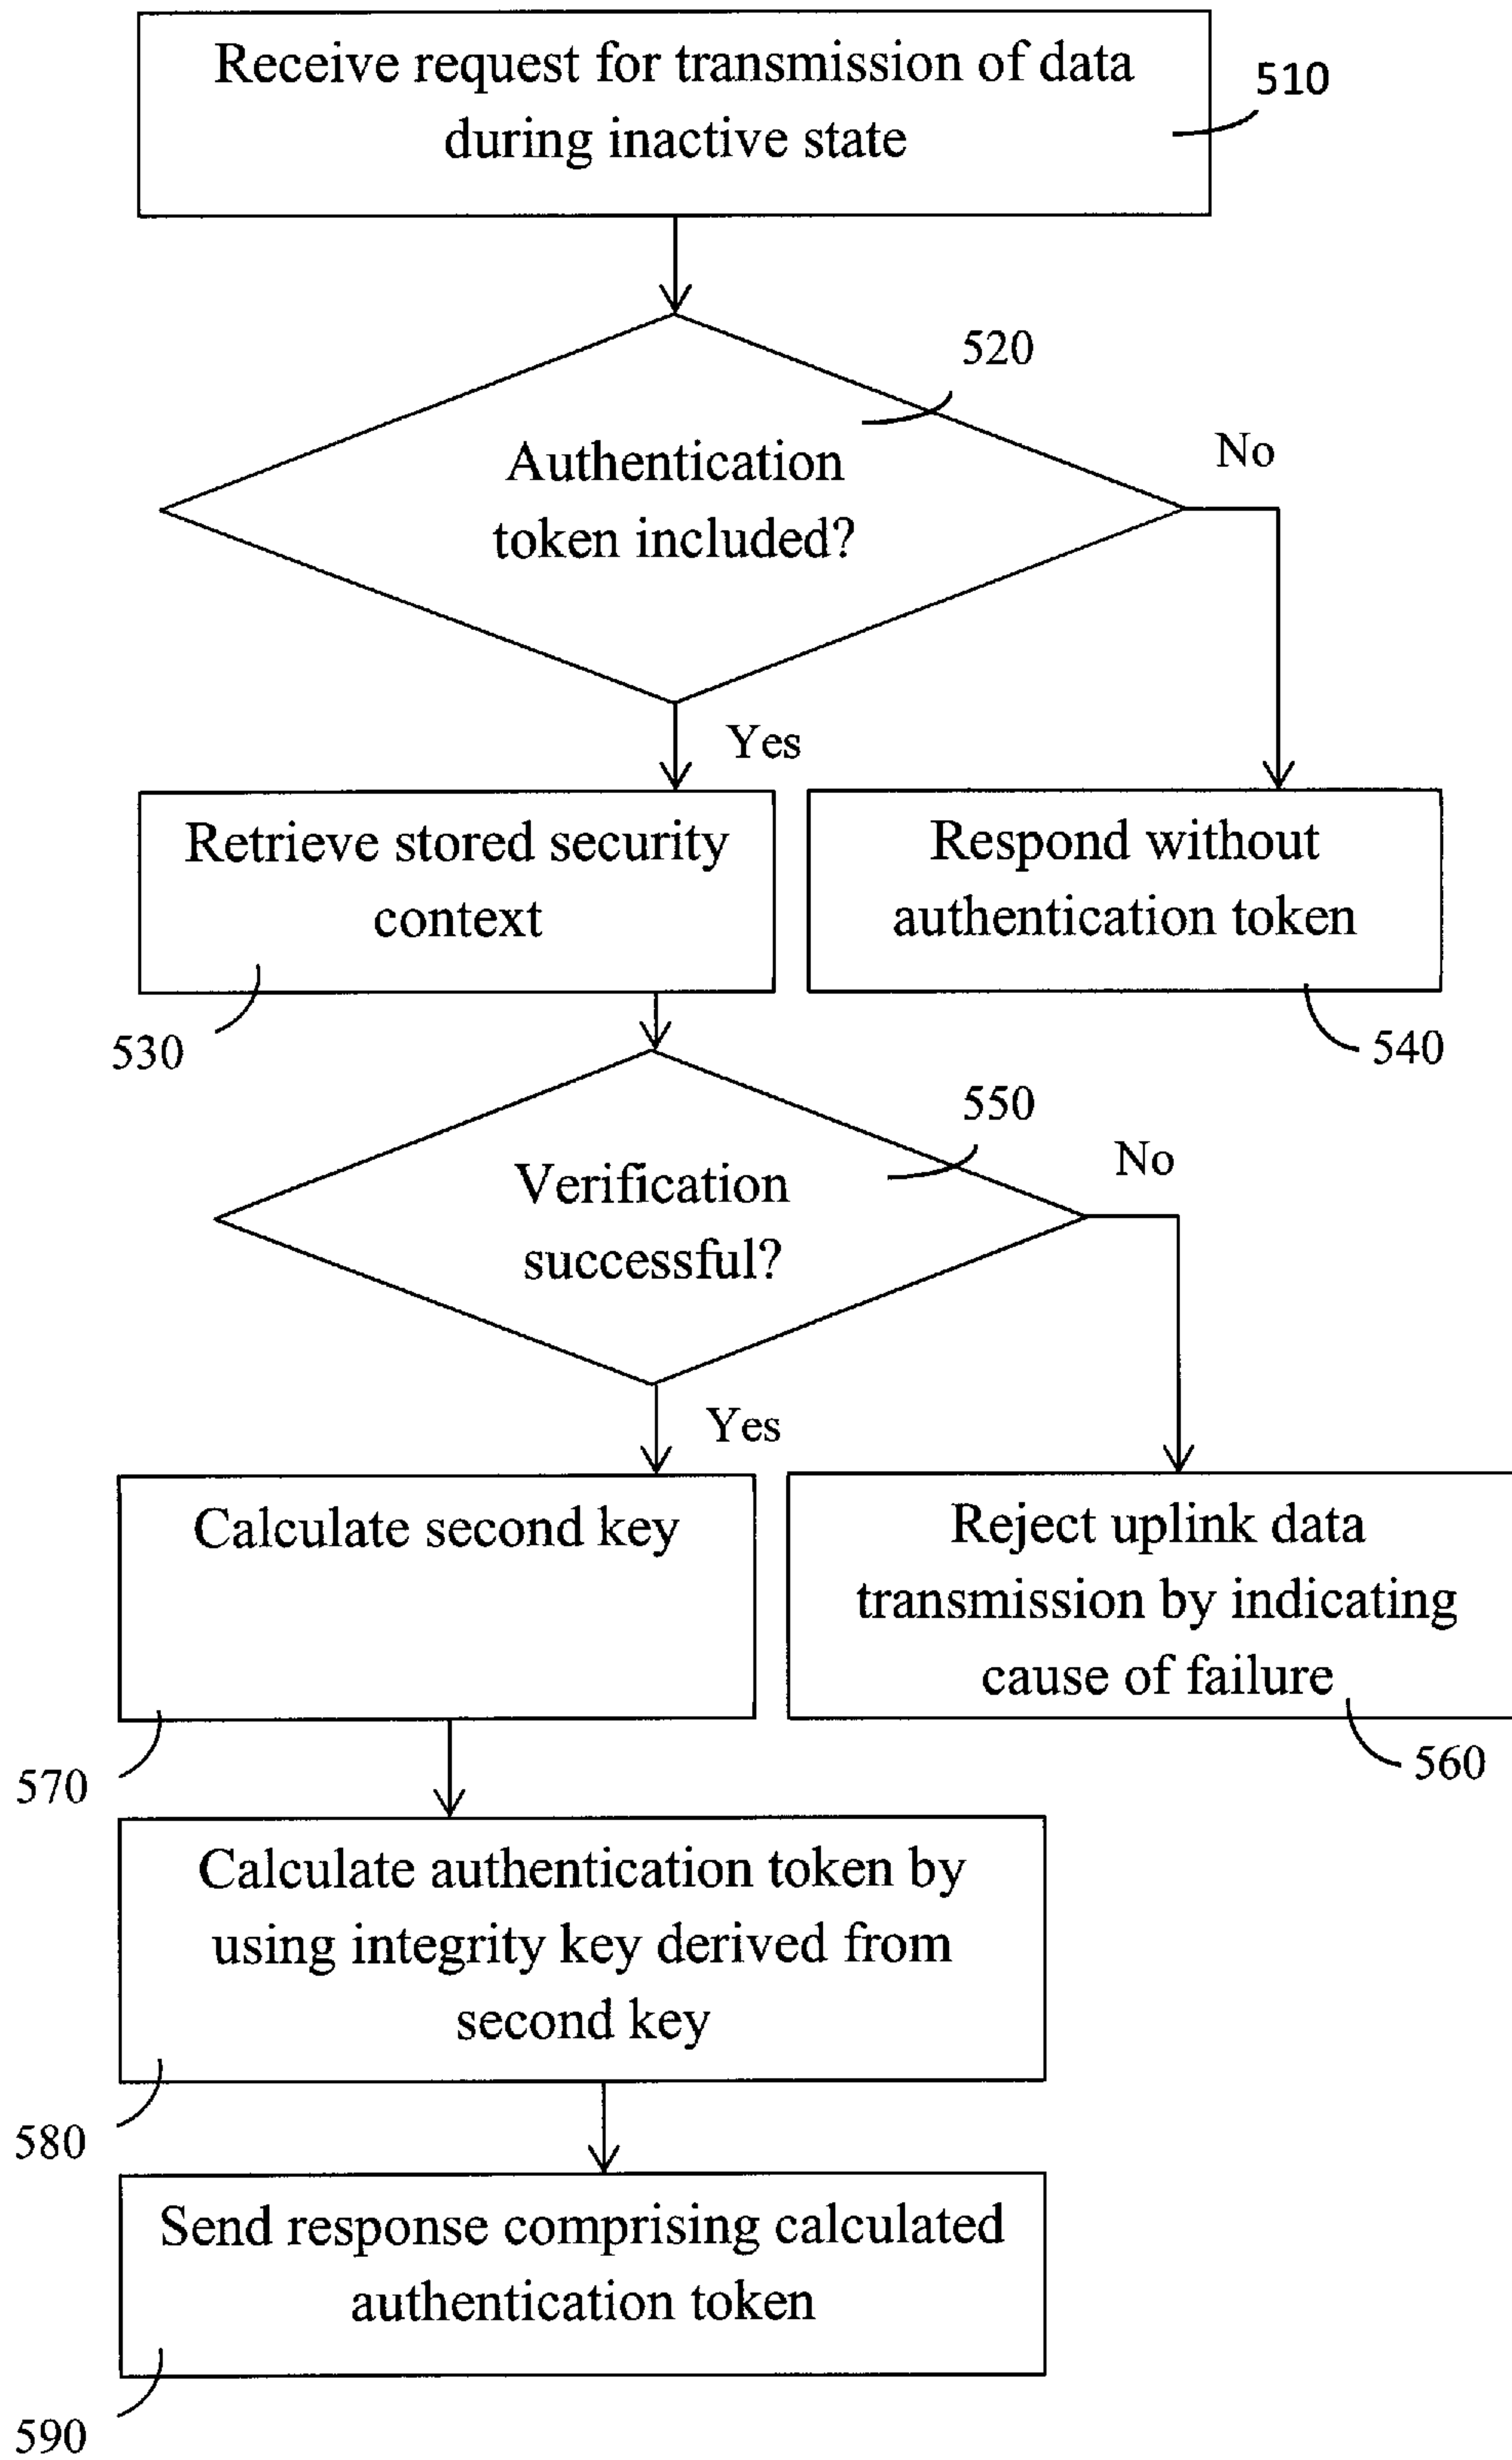 Receive request for transmission of data
during inactive state
510
520
Authentication
token included?
No
Yes
Retrieve stored security
context
Respond without
authentication token
530
540
550
Verification
successful?
No
Yes
Calculate second key
Reject uplink data
transmission by indicating
cause of failure
570
560
Calculate authentication token by
using integrity key derived from
second key
580
Send response comprising calculated
authentication token
590